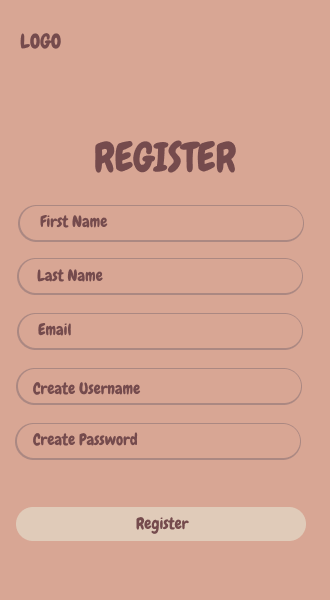 LOGO
REGISTER
First Name
Last Name
Email
Create Username
Create Password
Register